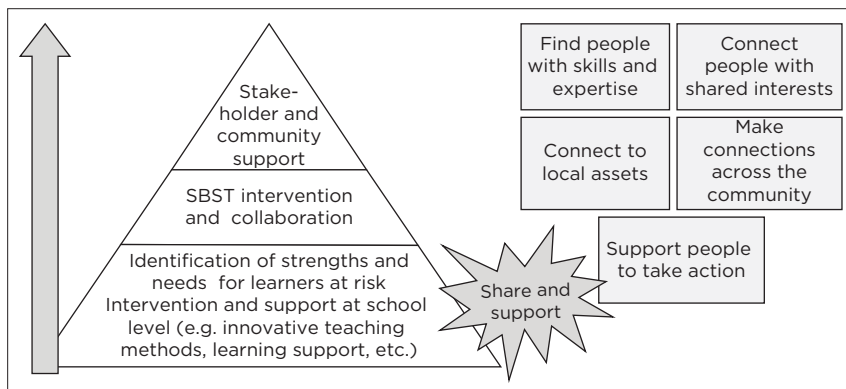 Stake-
holder and
community
support
SBST intervention
and collaboration
Identification of strengths and
needs for learners at risk
Intervention and support at school
level (e.g. innovative teaching
methods, learning support, etc.)
Share and
support
Find people
with skills and
expertise
Connect
people with
shared interests
Connect to
local assets
Make
connections
across the
community
Support people
to take action